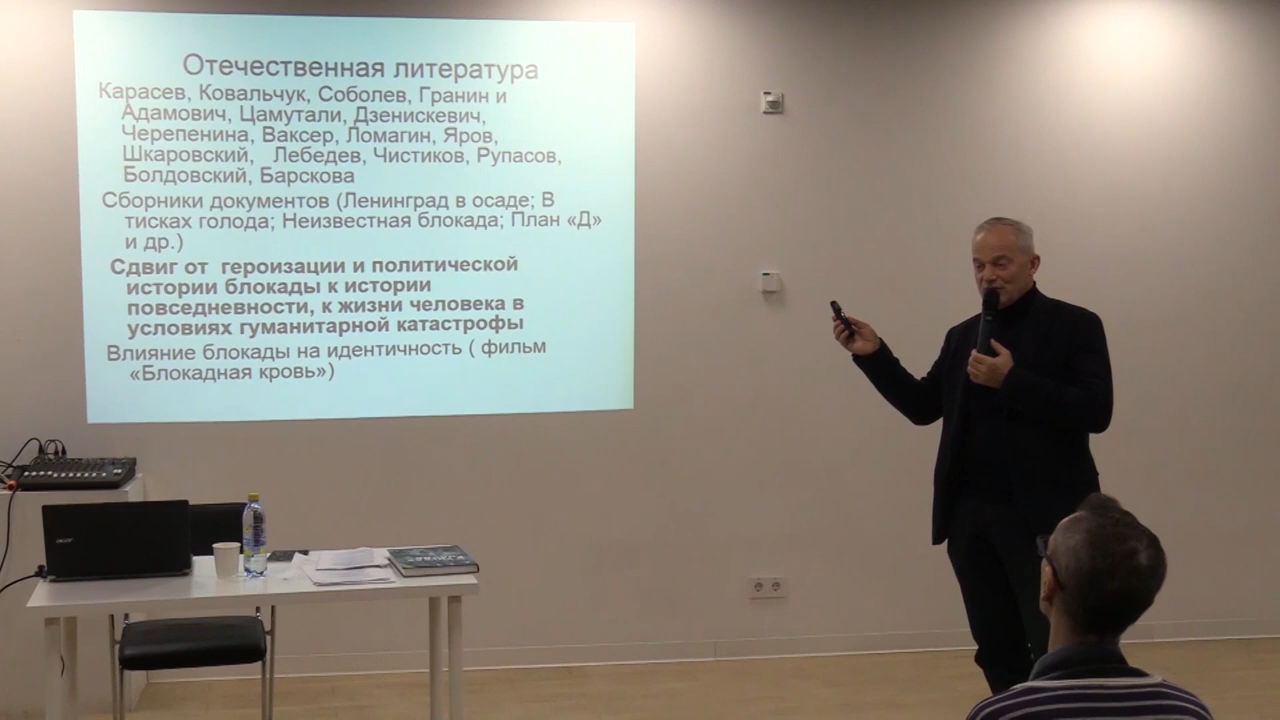 Отечественная литература
Карасев, Ковальчук, Соболев, Гранин и
Адамович, Цамутали, Дзенискевич,
Черепенина, Ваксер, Ломагин, Яров,
Шкаровский, Лебедев, Чистиков, Рупасов,
Болдовский, Барскова
Сборники документов (Ленинград в осаде; В
тисках голода; Неизвестная блокада; План «Д»
и др.)
Сдвиг от героизации и политической
истории блокады к истории
повседневности, к жизни человека в
условиях гуманитарной катастрофы
Влияние блокады на идентичность ( фильм
«Блокадная кровь»)
acer